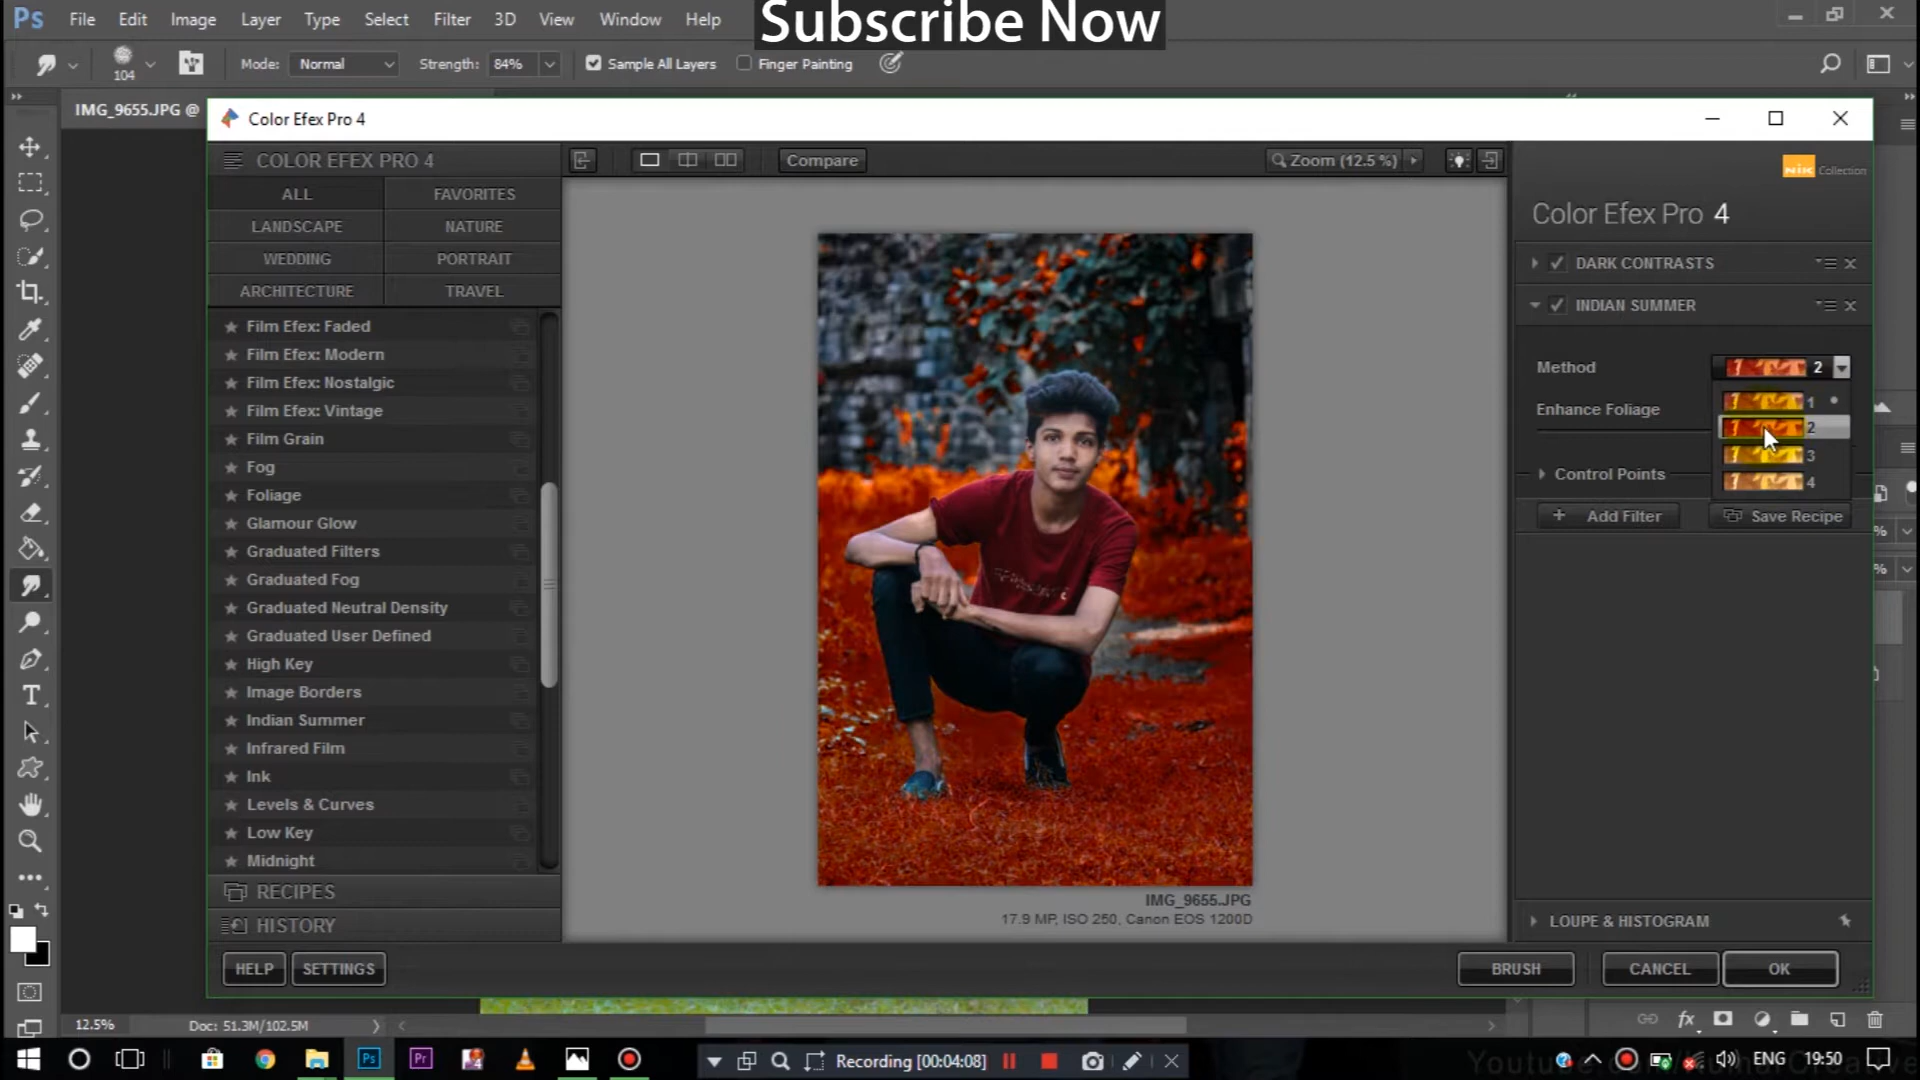 Ps File Edit Image Layer Type Select Filter 3D View Window Help
Subscribe Now
104 Mode: Normal Strength: 84% Sample All Layers Finger Painting
IMG_9655.JPG @
Color Efex Pro 4
COLOR EFEX PRO 4
Compare
Zoom (12.5 %)
ALL FAVORITES
LANDSCAPE NATURE
WEDDING PORTRAIT
ARCHITECTURE TRAVEL
Film Efex: Faded
Film Efex: Modern
Film Efex: Nostalgic
Film Efex: Vintage
Film Grain
Fog
Foliage
Glamour Glow
Graduated Filters
Graduated Fog
Graduated Neutral Density
Graduated User Defined
High Key
Image Borders
Indian Summer
Infrared Film
Ink
Levels & Curves
Low Key
Midnight
RECIPES
HISTORY
HELP SETTINGS
IMG_9655.JPG
17.9 MP, ISO 250, Canon EOS 1200D
nik Collection
Color Efex Pro 4
DARK CONTRASTS
INDIAN SUMMER
Method 2
1
Enhance Foliage
2
3
Control Points
4
Add Filter Save Recipe
%
%
LOUPE & HISTOGRAM
BRUSH CANCEL OK
12.5% Doc: 51.3M/102.5M
fx
Ps Pr Recording [00:04:08] ENG 19:50